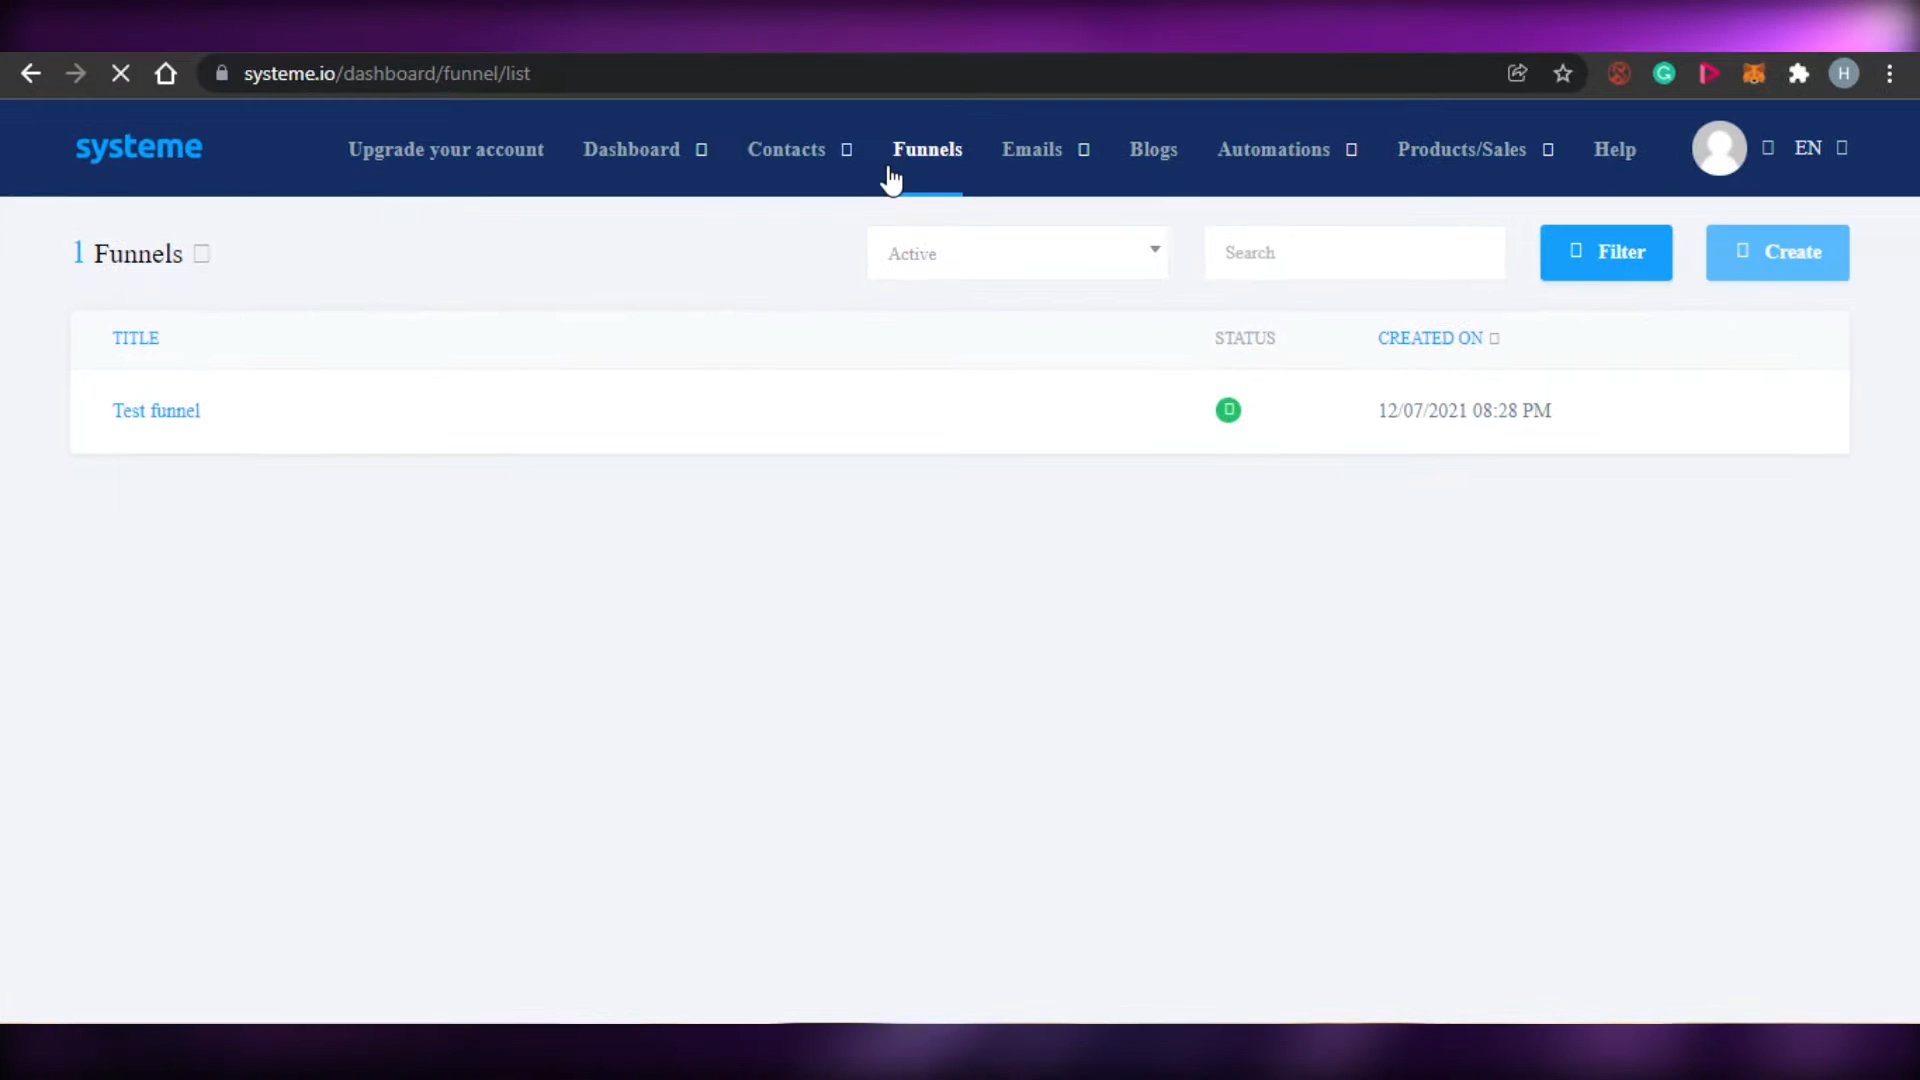 systeme.io/dashboard/funnel/list
H
systeme
Upgrade your account Dashboard Contacts Funnels Emails Blogs Automations Products/Sales Help EN
1 Funnels
Active
Search
Filter
Create
TITLE STATUS CREATED ON
Test funnel 12/07/2021 08:28 PM